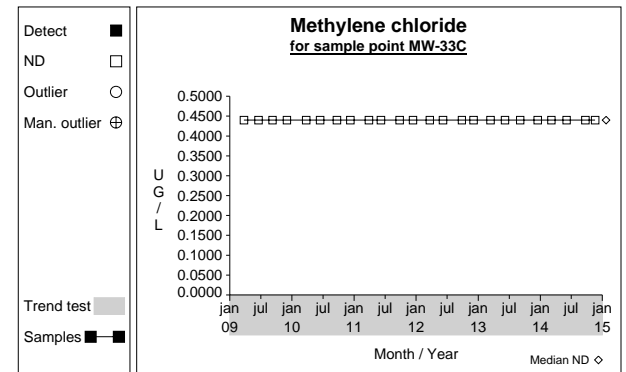 Detect
ND
Outlier
Man. outlier
Trend test
Samples
Methylene chloride
for sample point MW-33C
0.5000
0.4500
0.4000
0.3500
0.3000
0.2500
0.2000
0.1500
0.1000
0.0500
0.0000
U
G
/
L
jan jul jan jul jan jul jan jul jan jul jan jul jan
09 10 11 12 13 14 15
Month / Year
Median ND